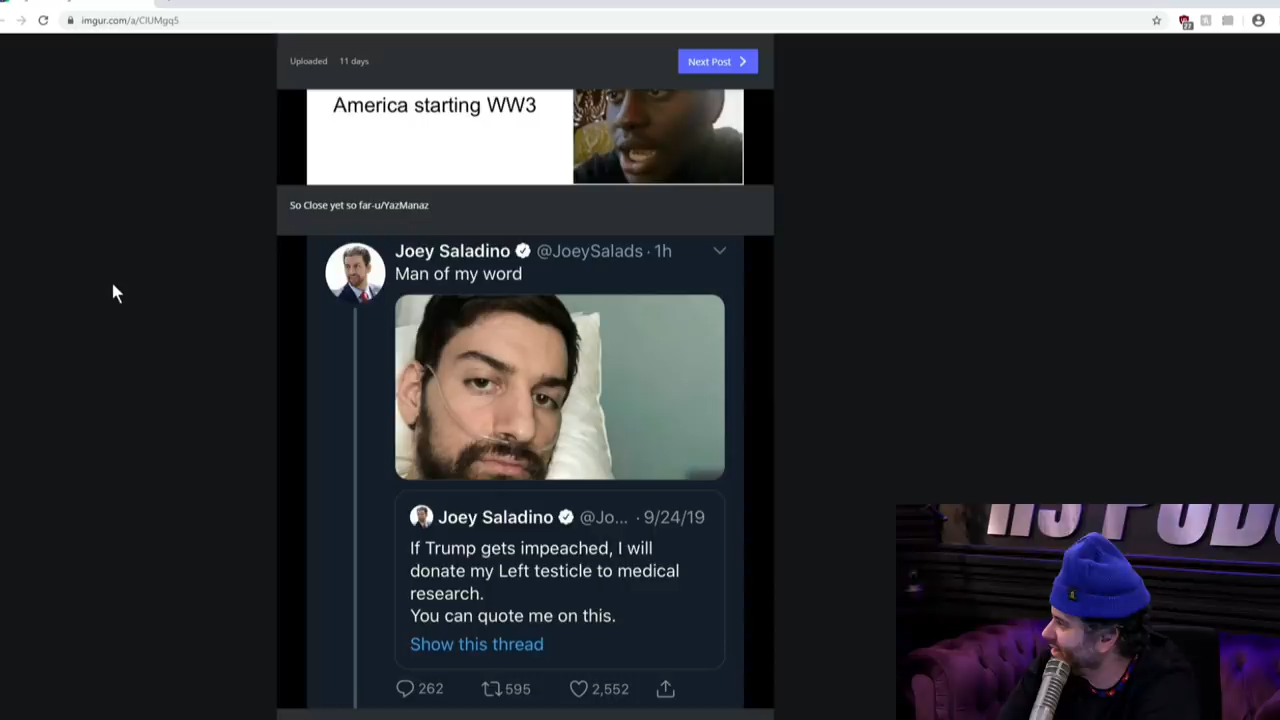 imgur.com/a/ClUMgq5
Uploaded 11 days
Next Post
America starting WW3
So Close yet so far-u/YazManaz
Joey Saladino @JoeySalads · 1h
Man of my word
Joey Saladino @Jo... · 9/24/19
If Trump gets impeached, I will
donate my Left testicle to medical
research.
You can quote me on this.
Show this thread
262 595 2,552